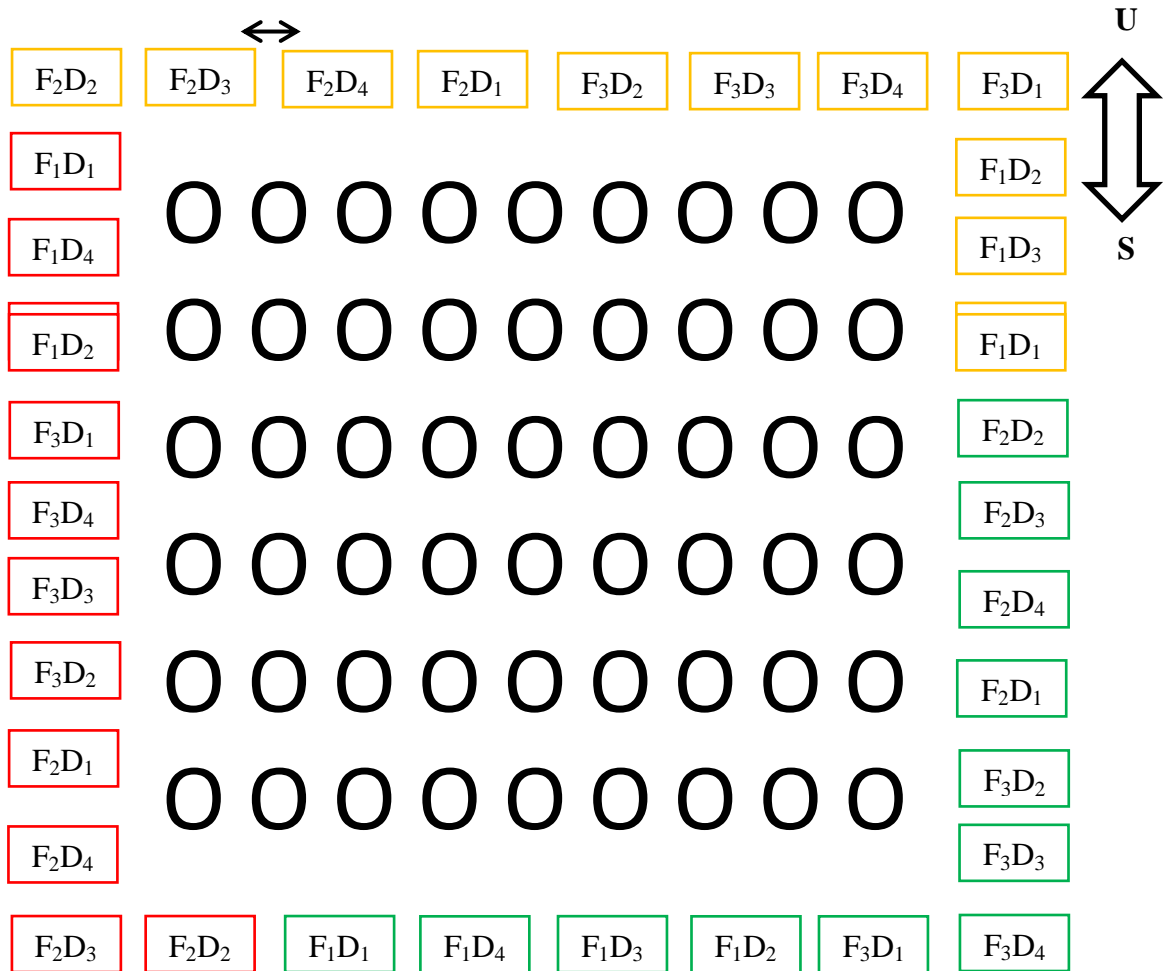 U
F₂D₂ F₂D₃ F₂D₄ F₂D₁ F₃D₂ F₃D₃ F₃D₄ F₃D₁
F₁D₁ F₁D₂
O O O O O O O O O
F₁D₄ F₁D₃
S
O O O O O O O O O
F₁D₂ F₁D₁
F₃D₁ F₂D₂
O O O O O O O O O
F₃D₄ F₂D₃
O O O O O O O O O
F₃D₃ F₂D₄
F₃D₂ F₂D₁
O O O O O O O O O
F₂D₁ F₃D₂
O O O O O O O O O
F₂D₄ F₃D₃
F₂D₃ F₂D₂ F₁D₁ F₁D₄ F₁D₃ F₁D₂ F₃D₁ F₃D₄